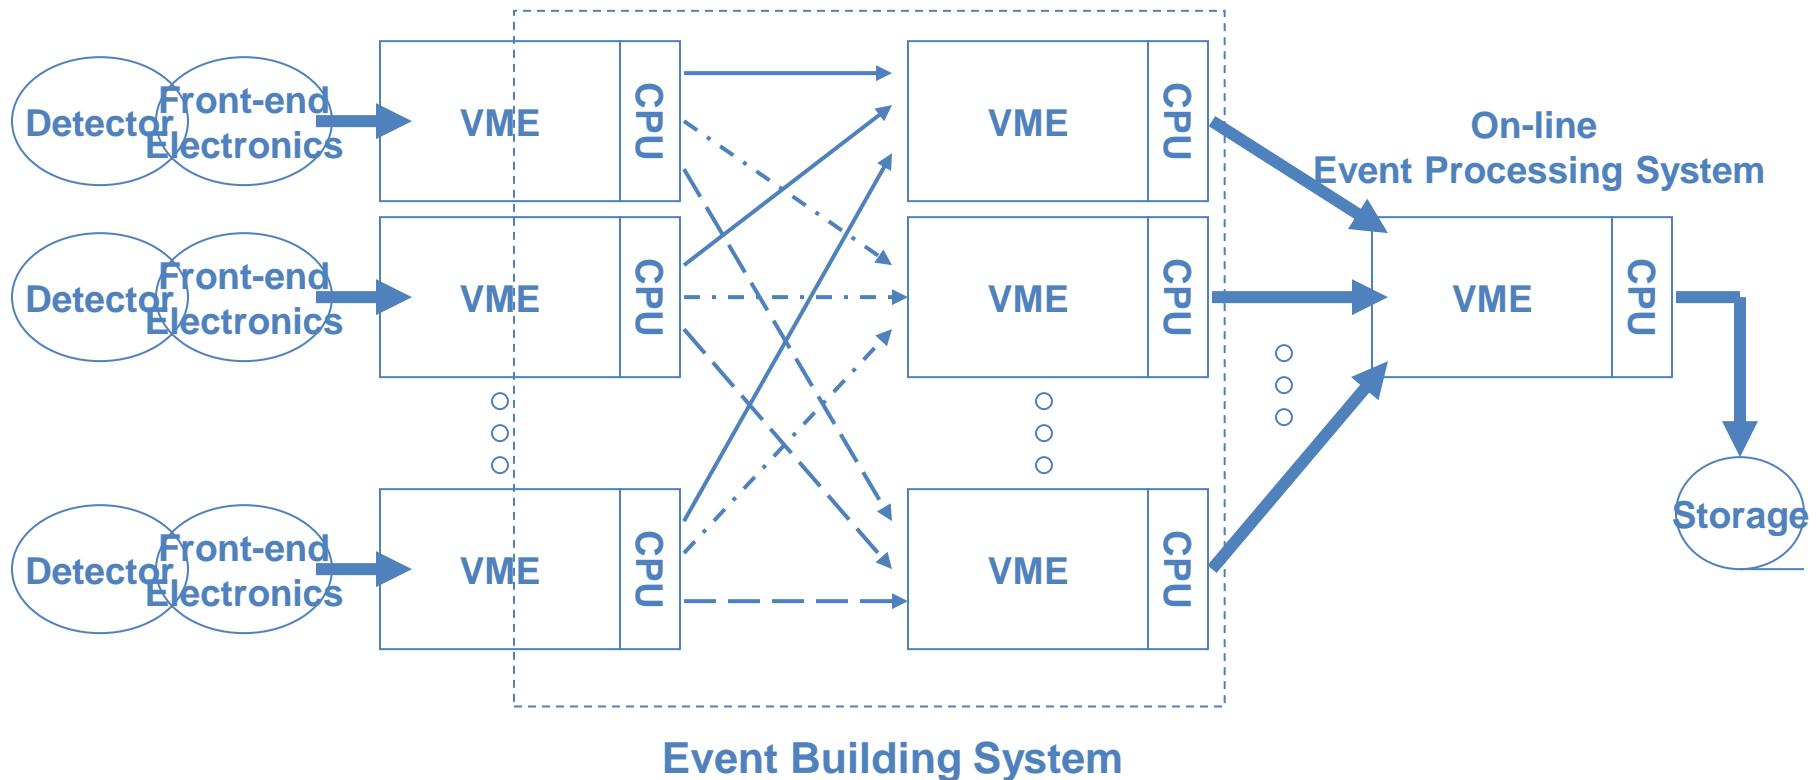 Detector
Front-end
Electronics
VME
CPU
VME
CPU
On-line
Event Processing System
Detector
Front-end
Electronics
VME
CPU
VME
CPU
VME
CPU
Detector
Front-end
Electronics
VME
CPU
VME
CPU
Storage
Event Building System